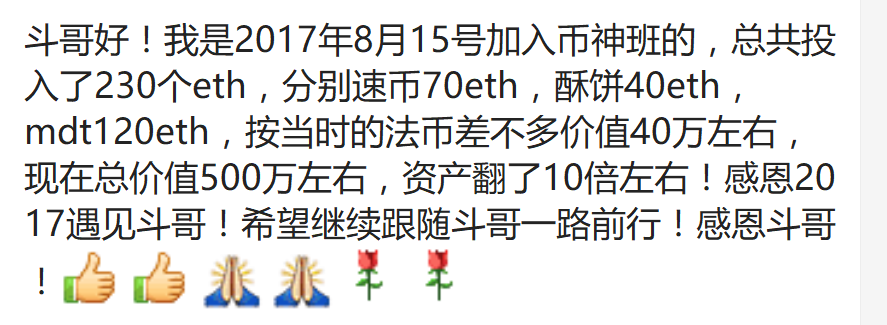 斗哥好！我是2017年8月15号加入币神班的，总共投
入了230个eth，分别速币70eth，酥饼40eth，
mdt120eth，按当时的法币差不多价值40万左右，
现在总价值500万左右，资产翻了10倍左右！感恩20
17遇见斗哥！希望继续跟随斗哥一路前行！感恩斗哥
！👍👍🙏🙏🌹🌹